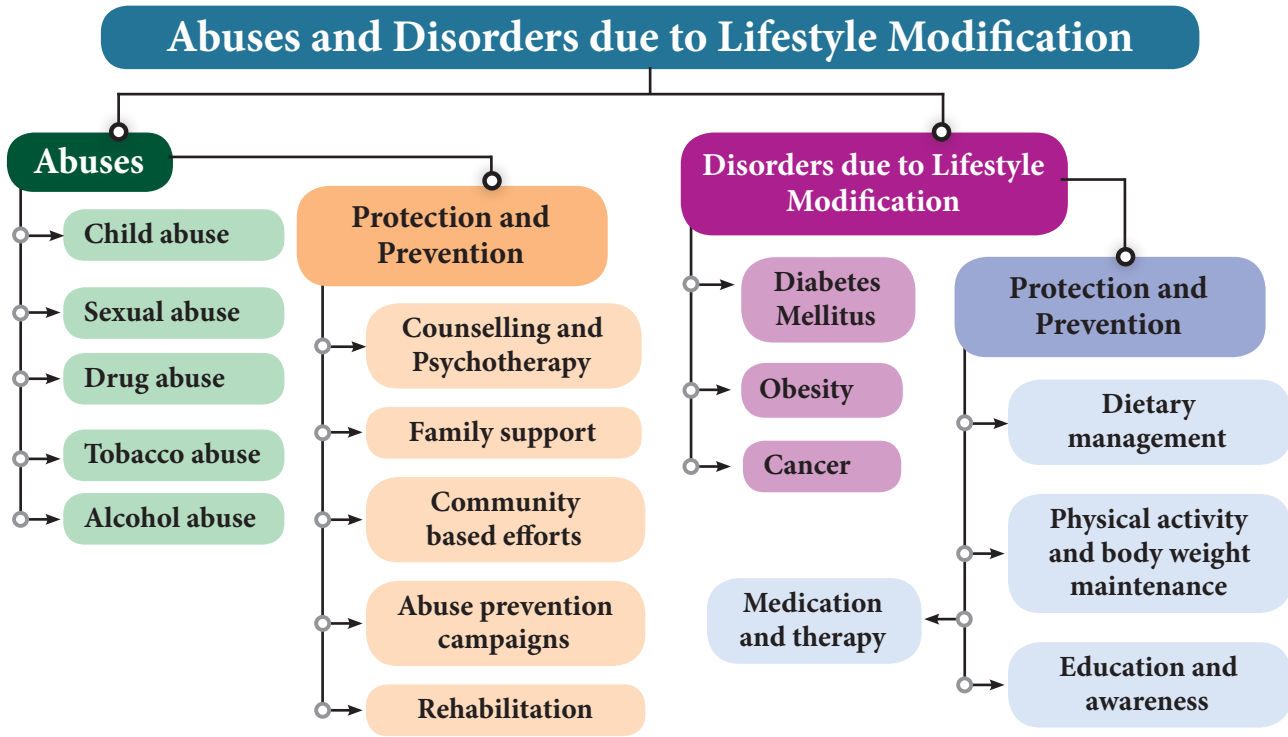 Abuses and Disorders due to Lifestyle Modification
Abuses
Child abuse
Sexual abuse
Drug abuse
Tobacco abuse
Alcohol abuse
Protection and
Prevention
Counselling and
Psychotherapy
Family support
Community
based efforts
Abuse prevention
campaigns
Rehabilitation
Disorders due to Lifestyle
Modification
Diabetes
Mellitus
Obesity
Cancer
Protection and
Prevention
Dietary
management
Physical activity
and body weight
maintenance
Medication
and therapy
Education and
awareness